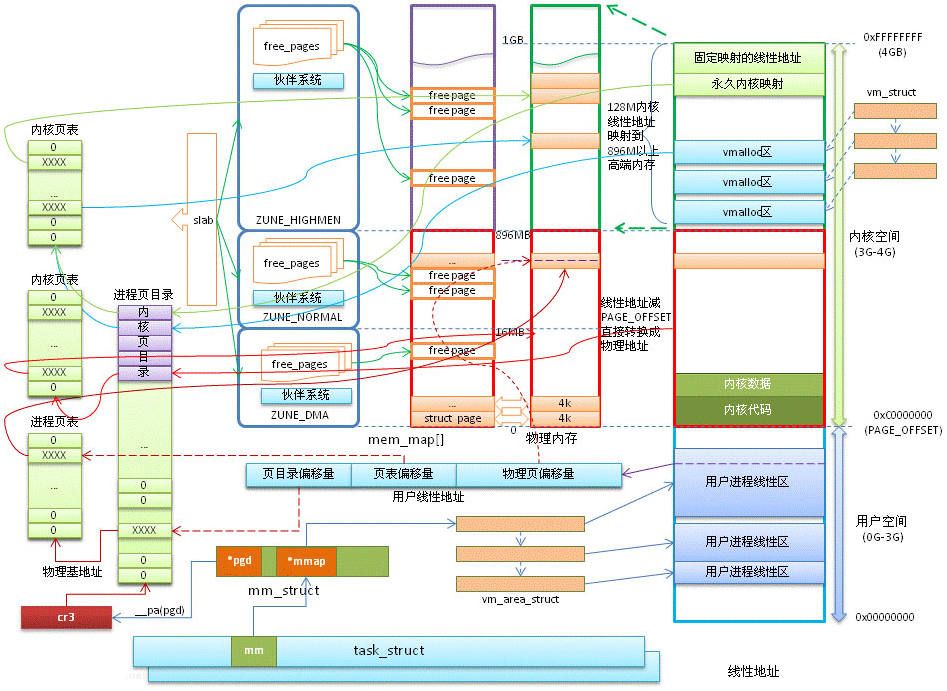 free_pages
伙伴系统
ZUNE_HIGHMEN
free_pages
伙伴系统
ZUNE_NORMAL
free_pages
伙伴系统
ZUNE_DMA
slab
内核页表
0
XXXX
...
XXXX
0
0
内核页表
0
XXXX
...
XXXX
0
进程页表
0
XXXX
...
0
0
物理基地址
进程页目录
内
核
页
目
录
...
0
0
XXXX
0
0
cr3
__pa(pgd)
free page
free page
free page
...
free page
free page
free page
...
struct page
mem_map[]
1GB
896MB
16MB
0
4k
4k
物理内存
128M内核
线性地址
映射到
896M以上
高端内存
线性地址减
PAGE_OFFSET
直接转换成
物理地址
固定映射的线性地址
永久内核映射
vmalloc区
vmalloc区
vmalloc区
内核数据
内核代码
用户进程线性区
用户进程线性区
用户进程线性区
0xFFFFFFFF
(4GB)
vm_struct
内核空间
(3G-4G)
0xC0000000
(PAGE_OFFSET)
用户空间
(0G-3G)
0x00000000
线性地址
页目录偏移量
页表偏移量
物理页偏移量
用户线性地址
*pgd
*mmap
mm_struct
vm_area_struct
mm
task_struct